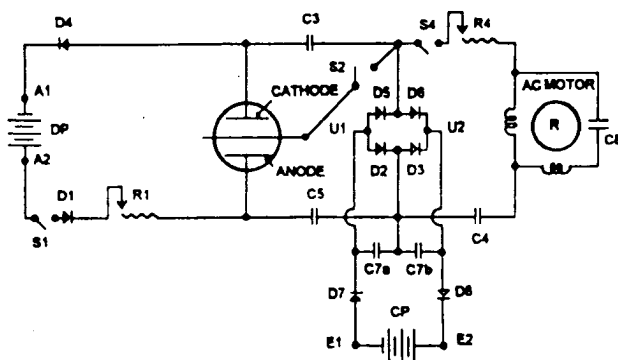 D4
C3
S4
R4
S2
A1
CATHODE
D5
D6
AC MOTOR
DP
U1
U2
R
A2
ANODE
D2
D3
D1
R1
C5
C4
S1
C7a
C7b
D7
D8
CP
E1
E2